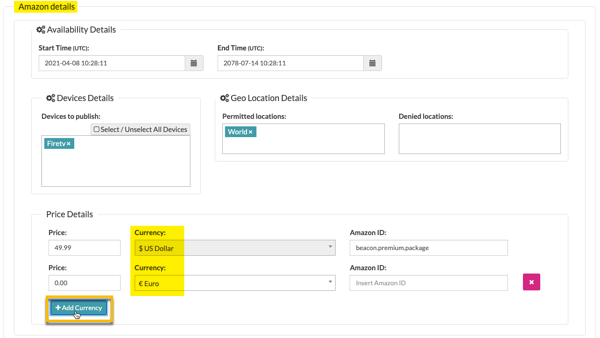 Amazon details
Availability Details
Start Time (UTC): End Time (UTC):
2021-04-08 10:28:11 2078-07-14 10:28:11
Devices Details Geo Location Details
Devices to publish: Permitted locations: Denied locations:
Select / Unselect All Devices
World ×
Firetv ×
Price Details
Price: Currency: Amazon ID:
49.99 $ US Dollar beacon.premium.package
Price: Currency: Amazon ID:
0.00 € Euro Insert Amazon ID
+ Add Currency